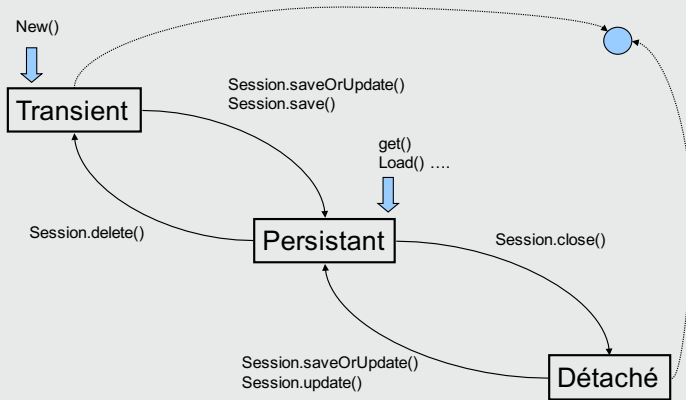 New()
Transient
Session.saveOrUpdate()
Session.save()
get()
Load() ....
Session.delete()
Persistant
Session.close()
Session.saveOrUpdate()
Session.update()
Détaché